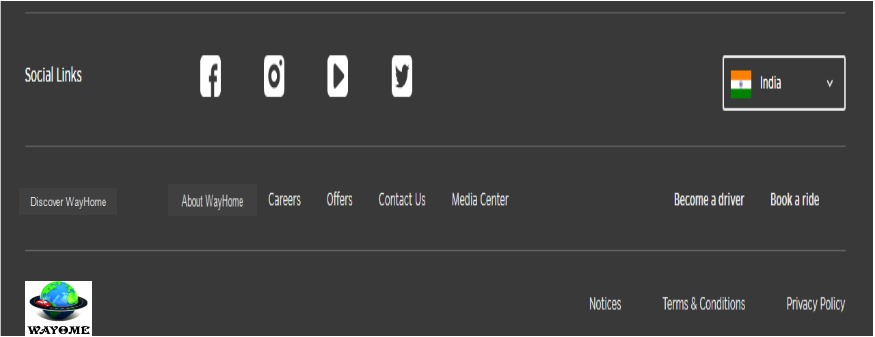 Social Links
India
Discover WayHome About WayHome Careers Offers Contact Us Media Center Become a driver Book a ride
WAYOME Notices Terms & Conditions Privacy Policy